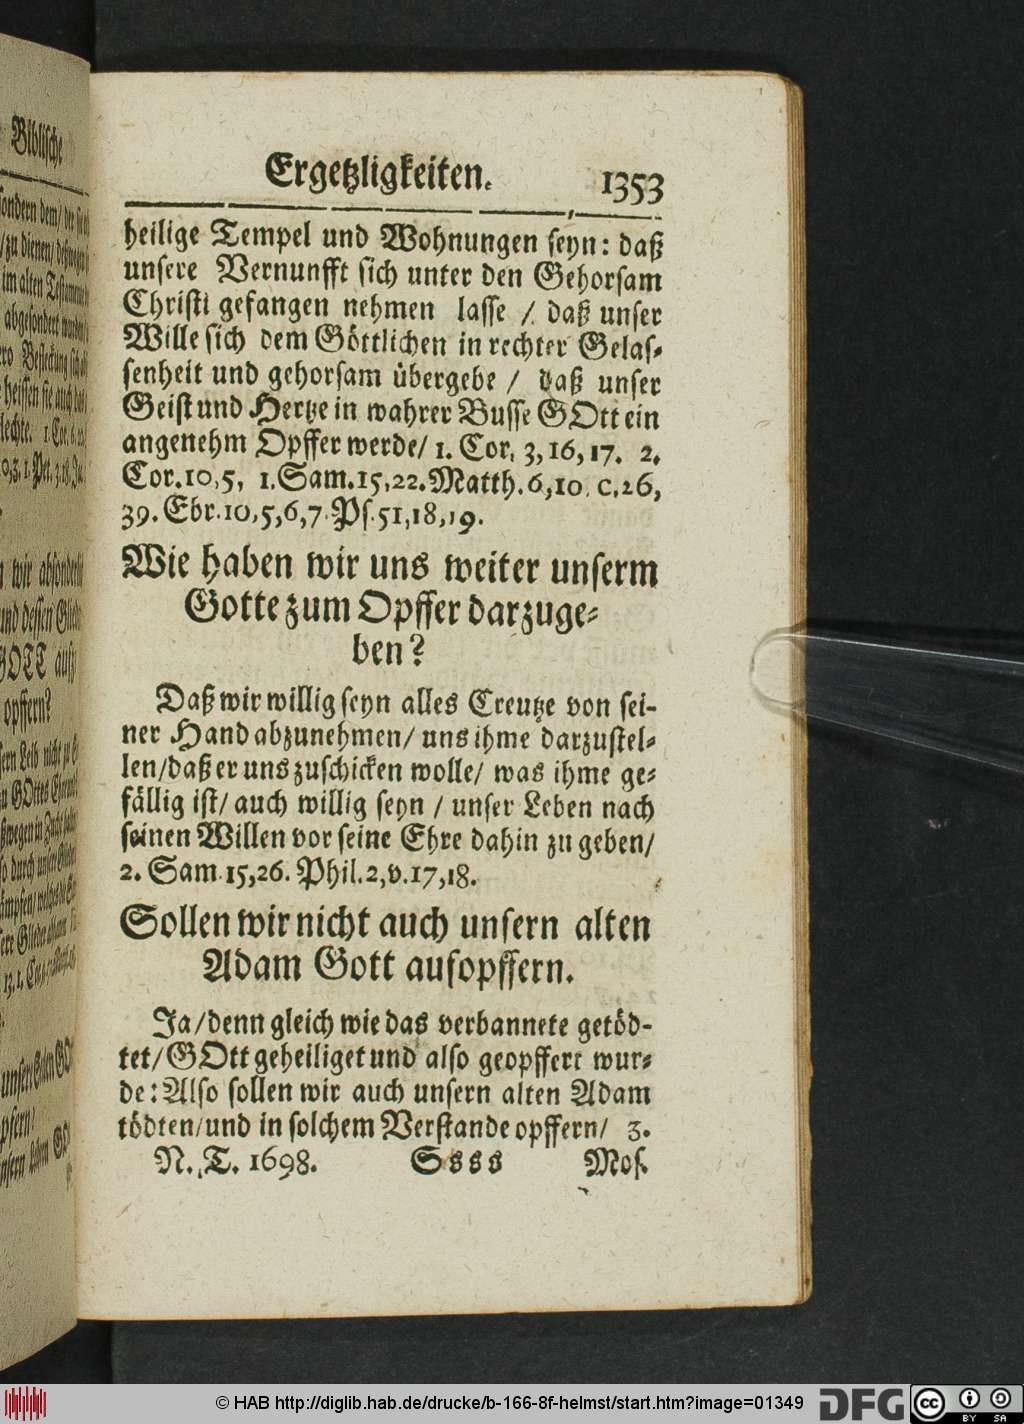 Biblische
Ergetzligkeiten. 1353
heilige Tempel und Wohnungen seyn: daß
unsere Vernunfft sich unter den Gehorsam
Christi gefangen nehmen lasse / daß unser
Wille sich dem Göttlichen in rechter Gelas-
senheit und gehorsam übergebe / daß unser
Geist und Hertze in wahrer Busse GOtt ein
angenehm Opffer werde/ 1. Cor. 3,16,17. 2.
Cor.10,5, 1.Sam.15,22.Matth.6,10. c.26,
39. Ebr.10,5,6,7. Ps.51,18,19.
Wie haben wir uns weiter unserm
Gotte zum Opffer darzuge-
ben?
Daß wir willig seyn alles Creutze von sei-
ner Hand abzunehmen/ uns ihme darzustel-
len/daß er uns zuschicken wolle/ was ihme ge-
fällig ist/ auch willig seyn / unser Leben nach
seinen Willen vor seine Ehre dahin zu geben/
2. Sam.15,26. Phil.2,v.17,18.
Sollen wir nicht auch unsern alten
Adam Gott aufopffern.
Ja/denn gleich wie das verbannete getöd-
tet/GOtt geheiliget und also geopffert wur-
de: Also sollen wir auch unsern alten Adam
tödten/und in solchem Verstande opffern/ 3.
N. T. 1698. Ssss Mos.
© HAB http://diglib.hab.de/drucke/b-166-8f-helmst/start.htm?image=01349 DFG cc BY SA